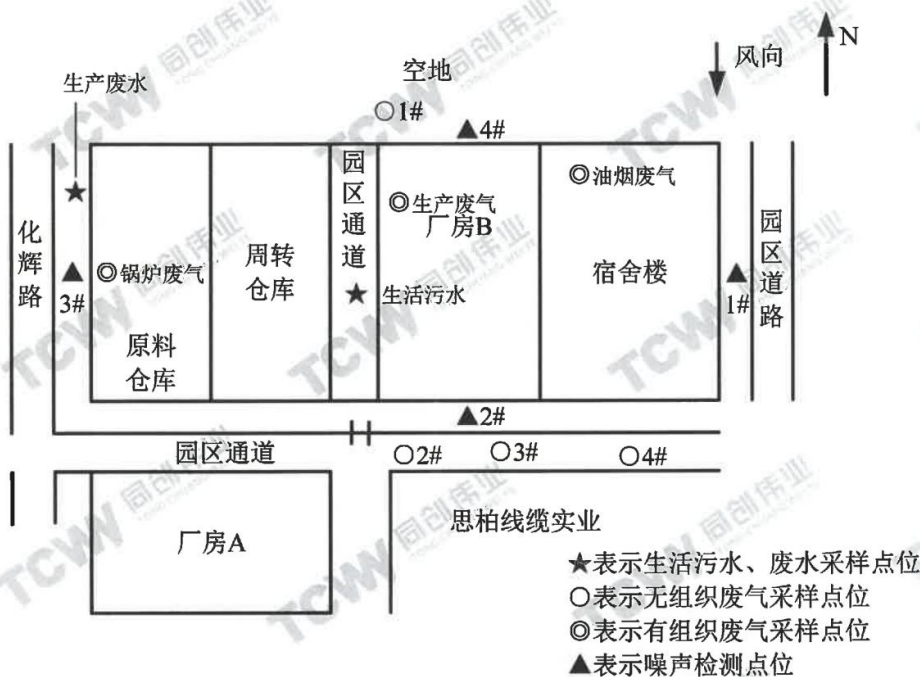 空地
风向
N
生产废水
1#
4#
化辉路
3#
锅炉废气
原料
仓库
周转
仓库
园区通道
生活污水
生产废气
厂房B
油烟废气
宿舍楼
1#
园区道路
2#
园区通道
2#
3#
4#
厂房A
思柏线缆实业
★表示生活污水、废水采样点位
○表示无组织废气采样点位
◎表示有组织废气采样点位
▲表示噪声检测点位
TCWY 同创伟业
TONG CHUANG WEI YE